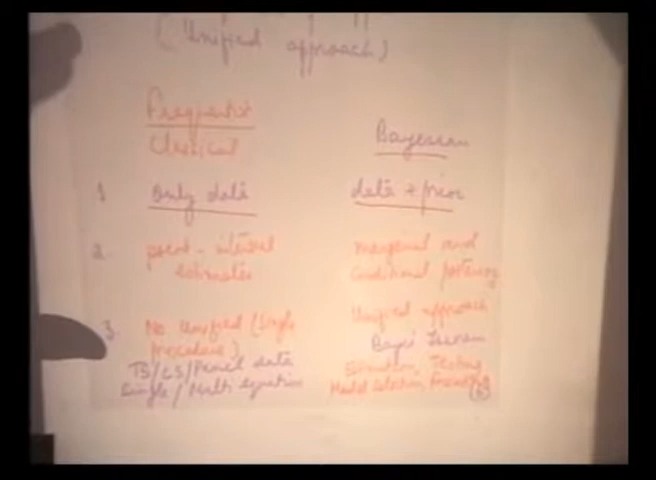 (Unified approach)
Frequentist
Classical
Bayesian
1. only data
data + prior
2. point - interval
estimates
marginal and
conditional posteriors
3. No Unified (Single
procedure)
TS/CS/Panel data
Single / Multi equation
Unified approach
Bayes' Theorem
Estimation, Testing
Model Selection, Forecasting